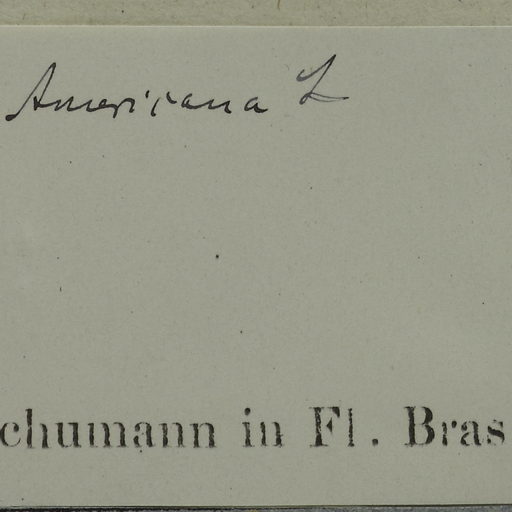 Americana L
chumann in Fl. Bras